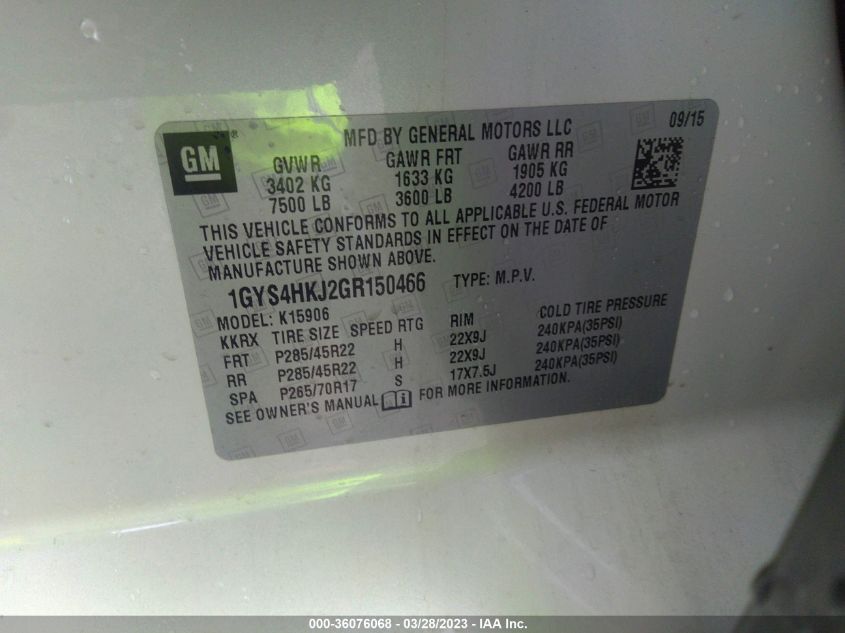 GM ®
MFD BY GENERAL MOTORS LLC 09/15
GVWR GAWR FRT GAWR RR
3402 KG 1633 KG 1905 KG
7500 LB 3600 LB 4200 LB
THIS VEHICLE CONFORMS TO ALL APPLICABLE U.S. FEDERAL MOTOR
VEHICLE SAFETY STANDARDS IN EFFECT ON THE DATE OF
MANUFACTURE SHOWN ABOVE.
1GYS4HKJ2GR150466 TYPE: M.P.V.
MODEL: K15906
KKRX TIRE SIZE SPEED RTG RIM COLD TIRE PRESSURE
FRT P285/45R22 H 22X9J 240KPA(35PSI)
RR P285/45R22 H 22X9J 240KPA(35PSI)
SPA P265/70R17 S 17X7.5J 240KPA(35PSI)
SEE OWNER'S MANUAL i FOR MORE INFORMATION.
000-36076068 | 03/28/2023 - IAA Inc.